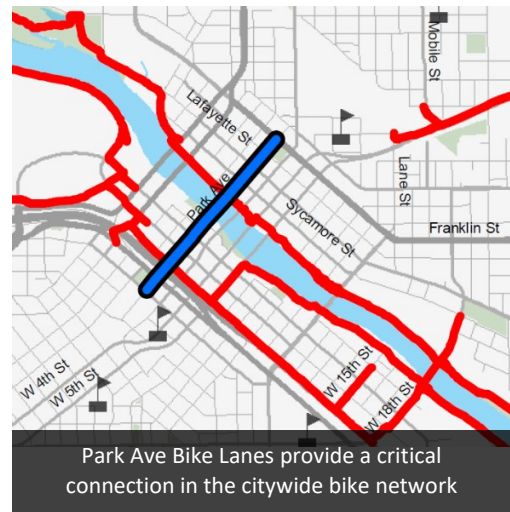 Mobile St
Lafayette St
Park Ave
Lane St
Sycamore St
Franklin St
W 4th St
W 5th St
W 15th St
W 18th St
Park Ave Bike Lanes provide a critical
connection in the citywide bike network